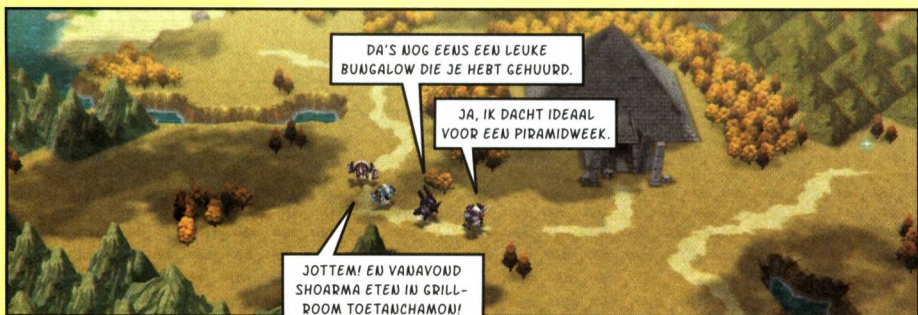 DA'S NOG EENS EEN LEUKE
BUNGALOW DIE JE HEBT GEHUURD.
JA, IK DACHT IDEAAL
VOOR EEN PIRAMIDWEEK.
JOTTEM! EN VANAVOND
SHOARMA ETEN IN GRILL-
ROOM TOETANCHAMON!